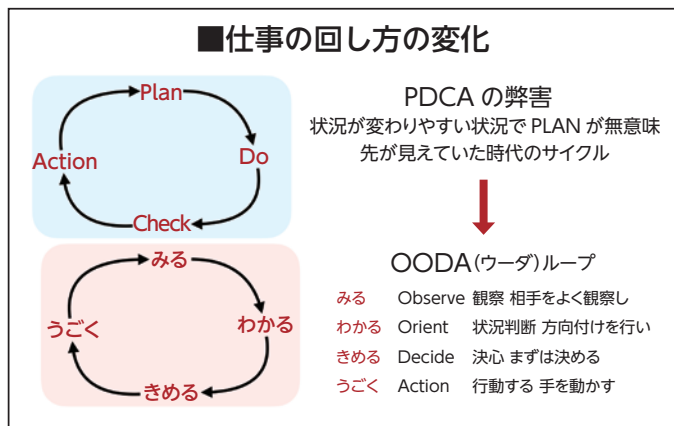 ■仕事の回し方の変化
Plan
Do
Check
Action
PDCA の弊害
状況が変わりやすい状況で PLAN が無意味
先が見えていた時代のサイクル
みる
わかる
きめる
うごく
OODA(ウーダ)ループ
みる Observe 観察 相手をよく観察し
わかる Orient 状況判断 方向付けを行い
きめる Decide 決心 まずは決める
うごく Action 行動する 手を動かす